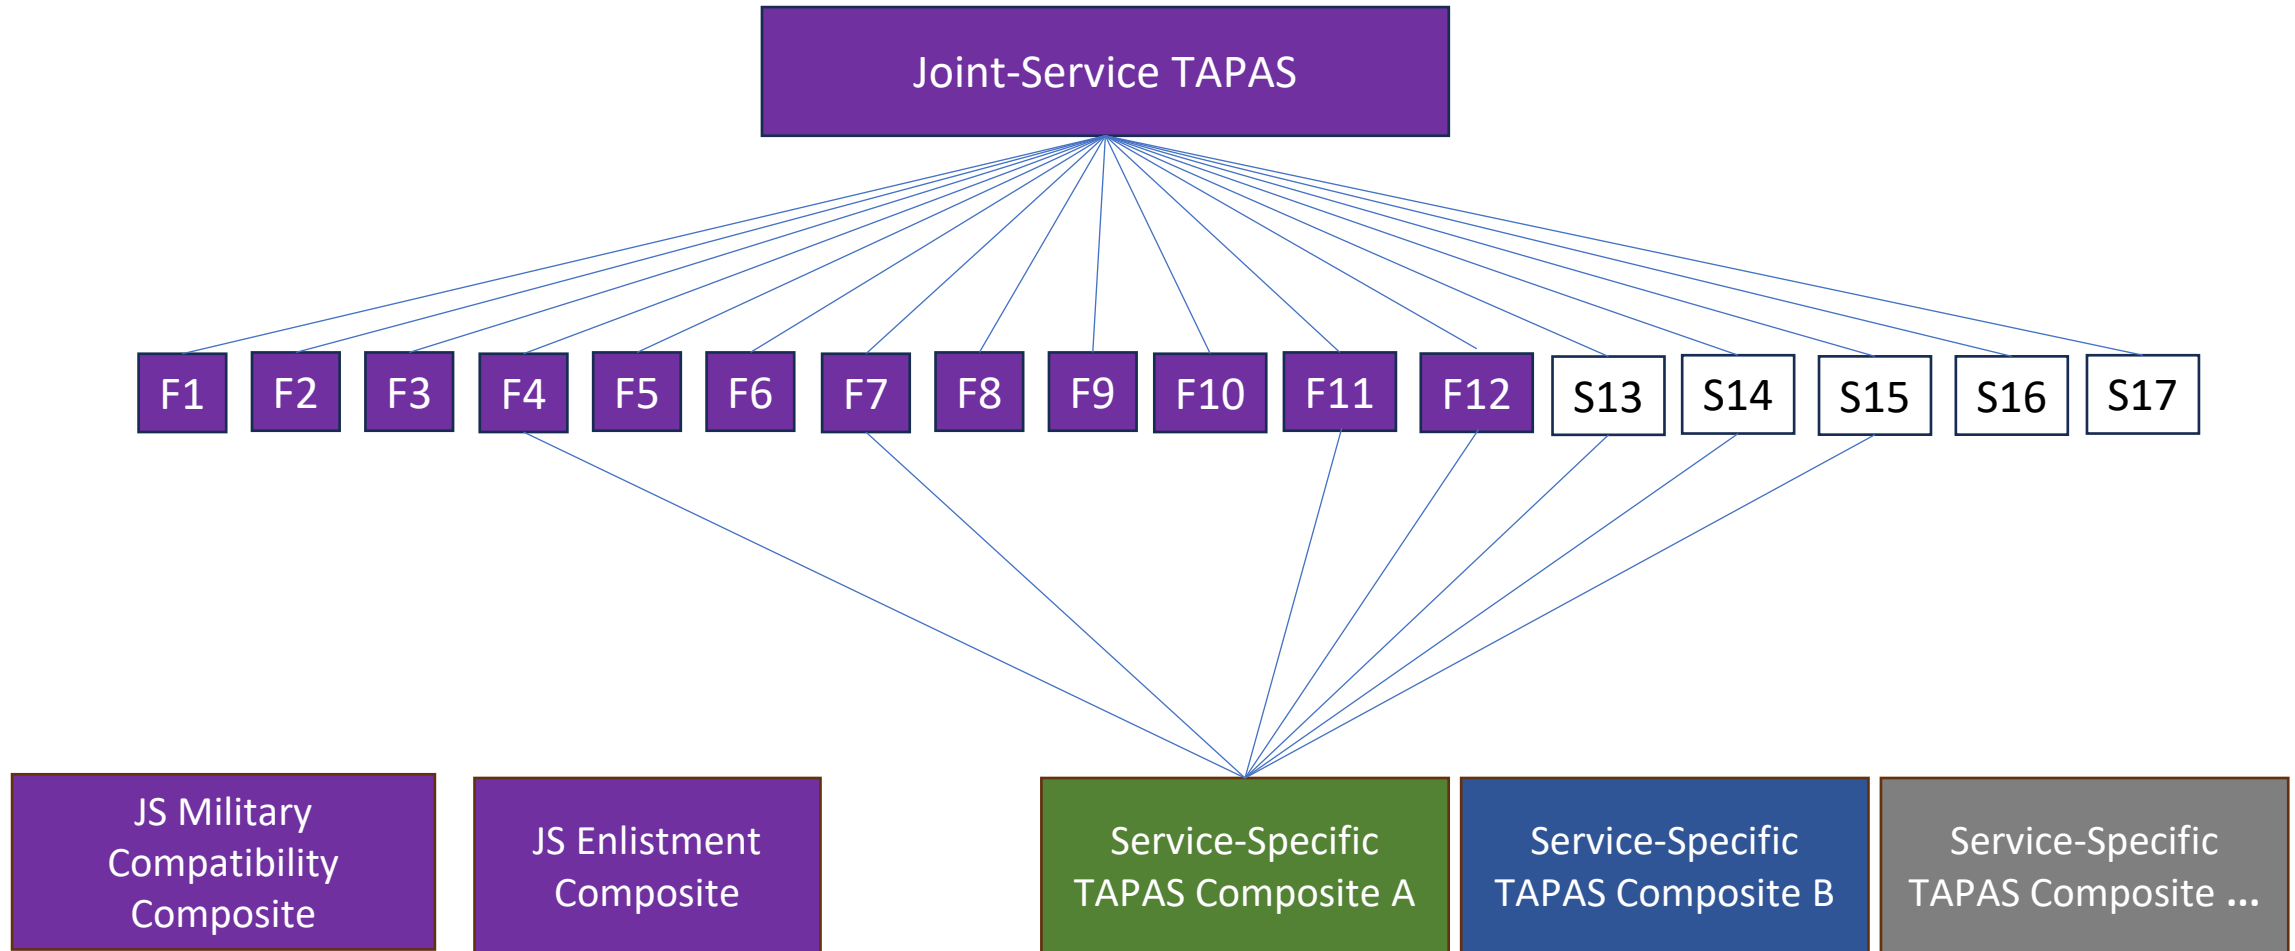 Joint-Service TAPAS
F1
F2
F3
F4
F5
F6
F7
F8
F9
F10
F11
F12
S13
S14
S15
S16
S17
JS Military
Compatibility
Composite
JS Enlistment
Composite
Service-Specific
TAPAS Composite A
Service-Specific
TAPAS Composite B
Service-Specific
TAPAS Composite ...